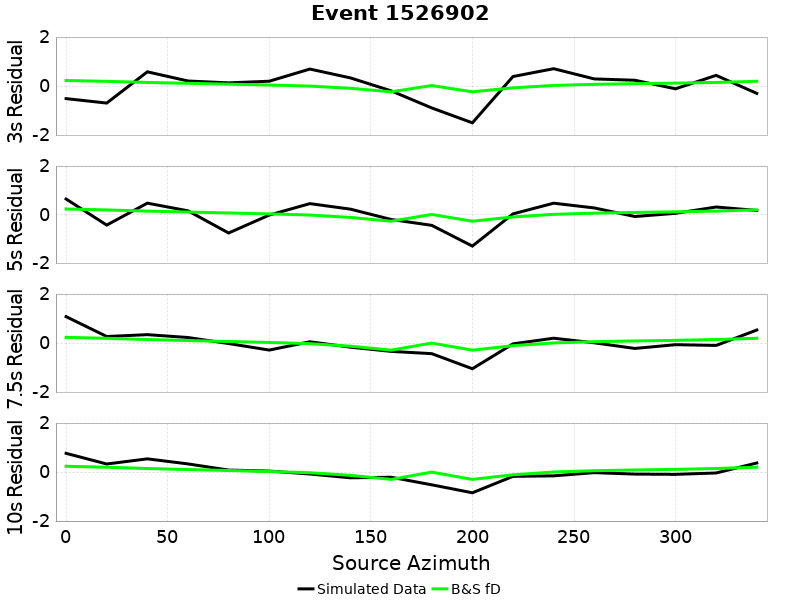 Event 1526902
3s Residual
2
0
-2
5s Residual
2
0
-2
7.5s Residual
2
0
-2
10s Residual
2
0
-2
0 50 100 150 200 250 300
Source Azimuth
Simulated Data B&S fD